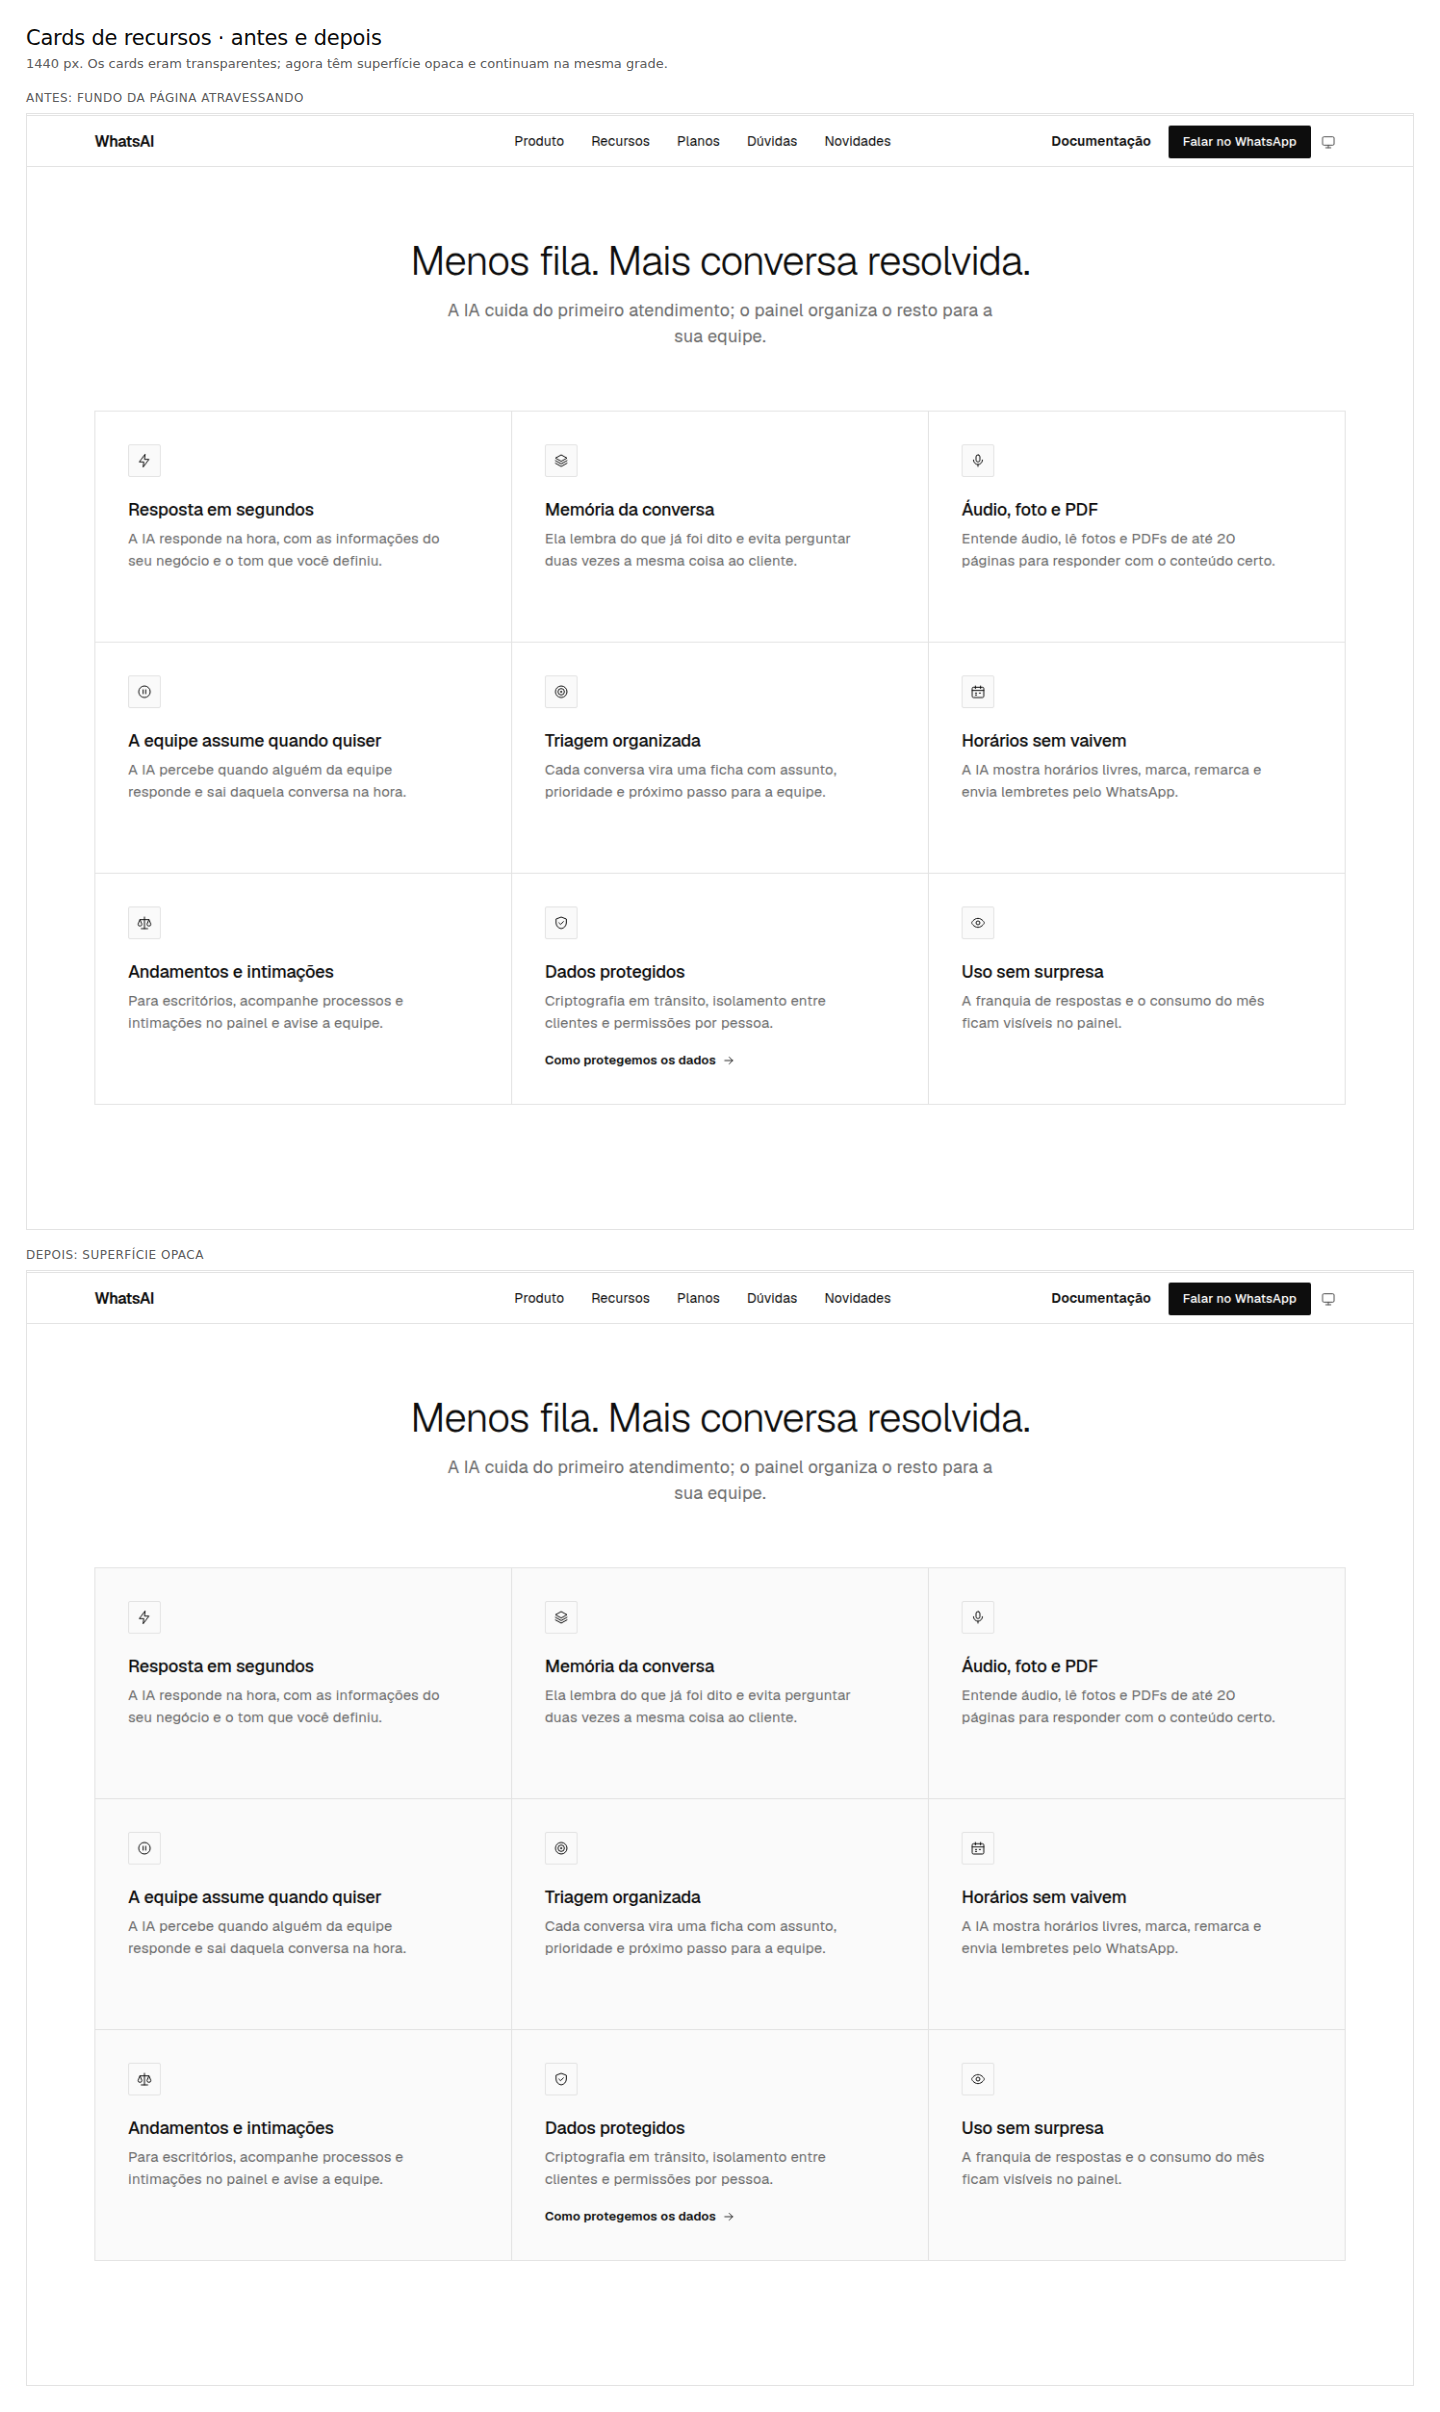 Cards de recursos · antes e depois
1440 px. Os cards eram transparentes; agora têm superfície opaca e continuam na mesma grade.
ANTES: FUNDO DA PÁGINA ATRAVESSANDO
WhatsAI Produto Recursos Planos Dúvidas Novidades Documentação Falar no WhatsApp
Menos fila. Mais conversa resolvida.
A IA cuida do primeiro atendimento; o painel organiza o resto para a
sua equipe.
Resposta em segundos
A IA responde na hora, com as informações do
seu negócio e o tom que você definiu.
Memória da conversa
Ela lembra do que já foi dito e evita perguntar
duas vezes a mesma coisa ao cliente.
Áudio, foto e PDF
Entende áudio, lê fotos e PDFs de até 20
páginas para responder com o conteúdo certo.
A equipe assume quando quiser
A IA percebe quando alguém da equipe
responde e sai daquela conversa na hora.
Triagem organizada
Cada conversa vira uma ficha com assunto,
prioridade e próximo passo para a equipe.
Horários sem vaivem
A IA mostra horários livres, marca, remarca e
envia lembretes pelo WhatsApp.
Andamentos e intimações
Para escritórios, acompanhe processos e
intimações no painel e avise a equipe.
Dados protegidos
Criptografia em trânsito, isolamento entre
clientes e permissões por pessoa.
Como protegemos os dados →
Uso sem surpresa
A franquia de respostas e o consumo do mês
ficam visíveis no painel.
DEPOIS: SUPERFÍCIE OPACA
WhatsAI Produto Recursos Planos Dúvidas Novidades Documentação Falar no WhatsApp
Menos fila. Mais conversa resolvida.
A IA cuida do primeiro atendimento; o painel organiza o resto para a
sua equipe.
Resposta em segundos
A IA responde na hora, com as informações do
seu negócio e o tom que você definiu.
Memória da conversa
Ela lembra do que já foi dito e evita perguntar
duas vezes a mesma coisa ao cliente.
Áudio, foto e PDF
Entende áudio, lê fotos e PDFs de até 20
páginas para responder com o conteúdo certo.
A equipe assume quando quiser
A IA percebe quando alguém da equipe
responde e sai daquela conversa na hora.
Triagem organizada
Cada conversa vira uma ficha com assunto,
prioridade e próximo passo para a equipe.
Horários sem vaivem
A IA mostra horários livres, marca, remarca e
envia lembretes pelo WhatsApp.
Andamentos e intimações
Para escritórios, acompanhe processos e
intimações no painel e avise a equipe.
Dados protegidos
Criptografia em trânsito, isolamento entre
clientes e permissões por pessoa.
Como protegemos os dados →
Uso sem surpresa
A franquia de respostas e o consumo do mês
ficam visíveis no painel.